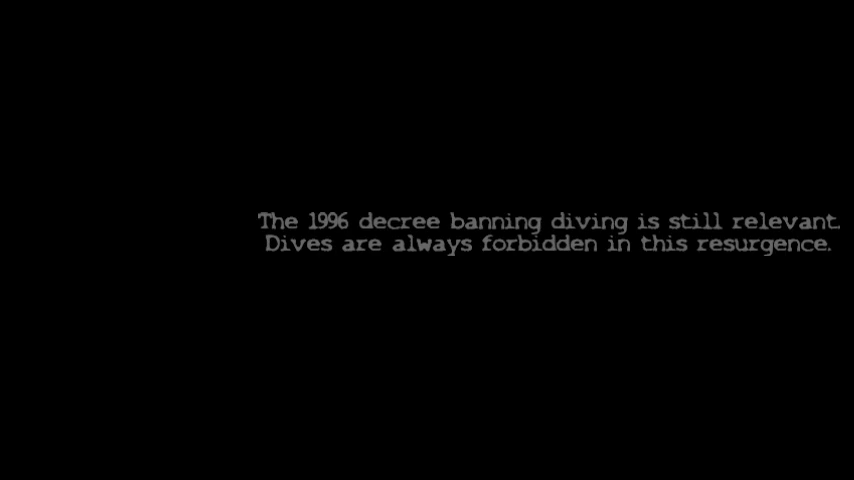 The 1996 decree banning diving is still relevant.
Dives are always forbidden in this resurgence.